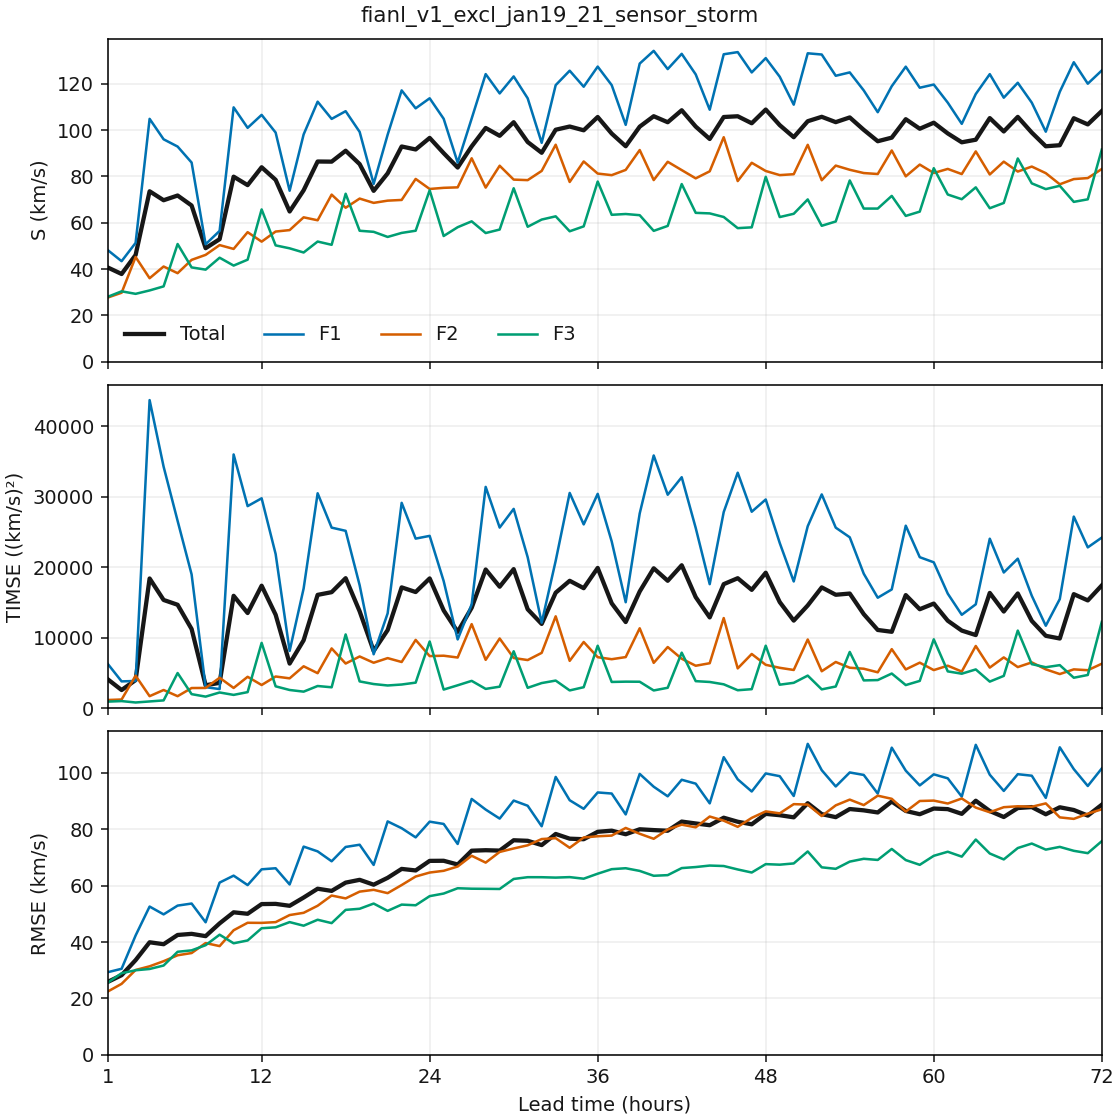 fianl_v1_excl_jan19_21_sensor_storm
S (km/s)
120
100
80
60
40
20
0
Total F1 F2 F3
TIMSE ((km/s)²)
40000
30000
20000
10000
0
RMSE (km/s)
100
80
60
40
20
0
1 12 24 36 48 60 72
Lead time (hours)